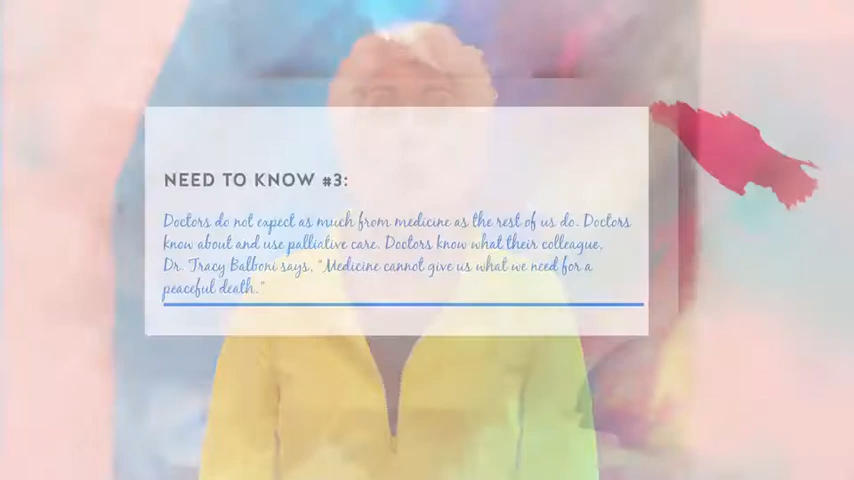 NEED TO KNOW #3:
Doctors do not expect as much from medicine as the rest of us do. Doctors
know about and use palliative care. Doctors know what their colleague,
Dr. Tracy Balboni says, "Medicine cannot give us what we need for a
peaceful death."